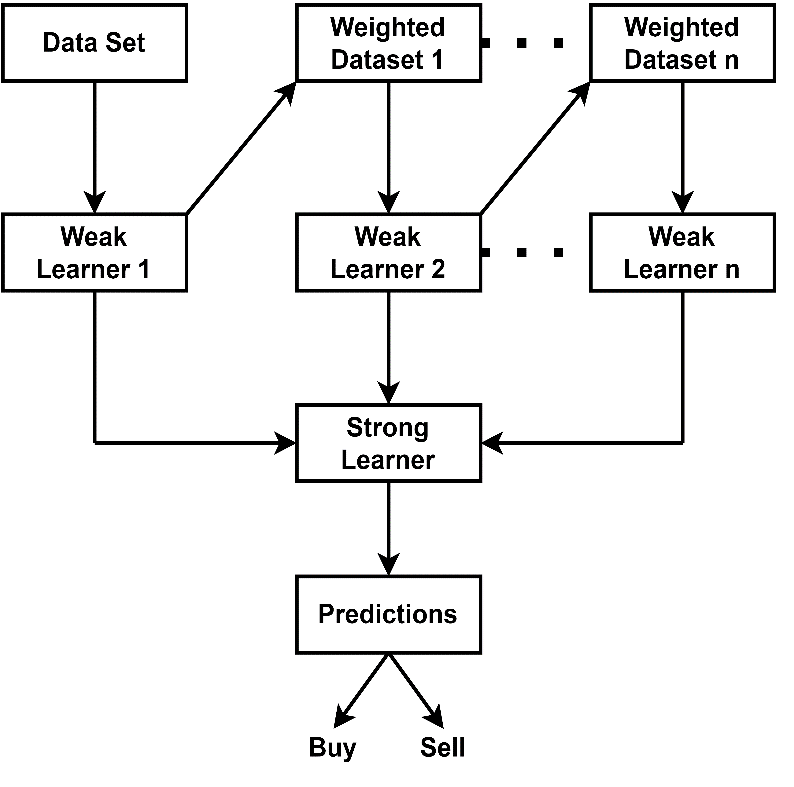 Data Set
Weighted
Dataset 1
Weighted
Dataset n
Weak
Learner 1
Weak
Learner 2
Weak
Learner n
Strong
Learner
Predictions
Buy
Sell